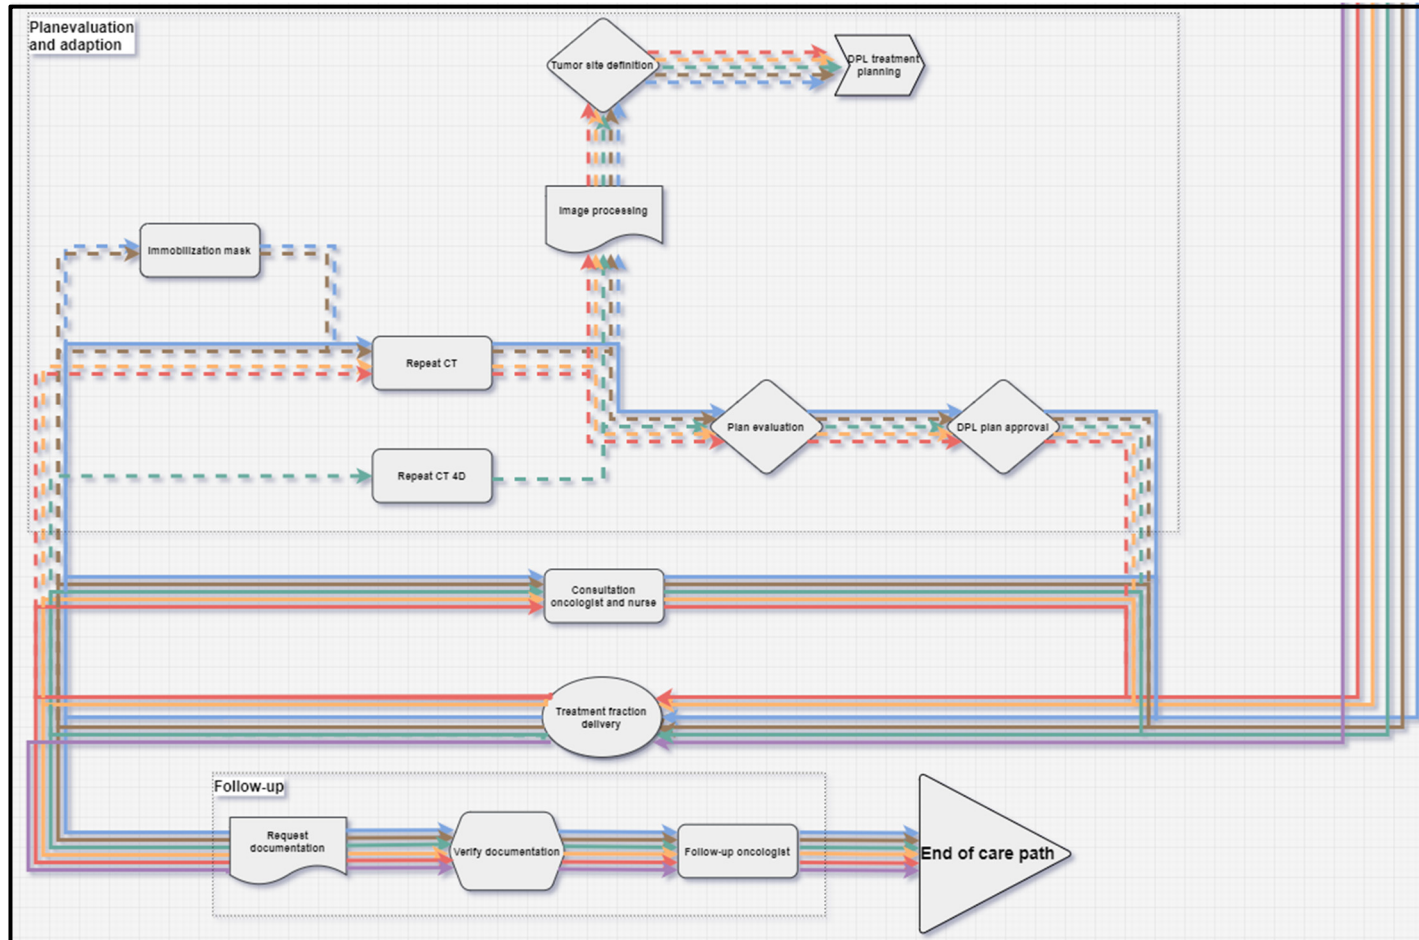 Planevaluation
and adaption
Tumor site definition
DPL treatment
planning
Image processing
Immobilization mask
Repeat CT
Plan evaluation
DPL plan approval
Repeat CT 4D
Consultation
oncologist and nurse
Treatment fraction
delivery
Follow-up
Request
documentation
Verify documentation
Follow-up oncologist
End of care path